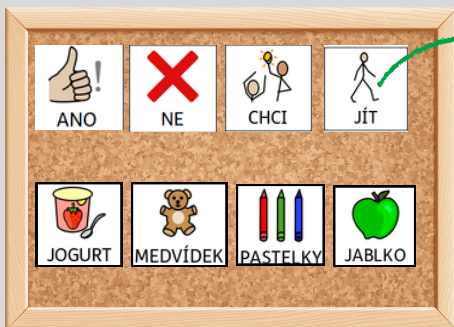 ANO
NE
CHCI
JÍT
JOGURT
MEDVÍDEK
PASTELKY
JABLKO